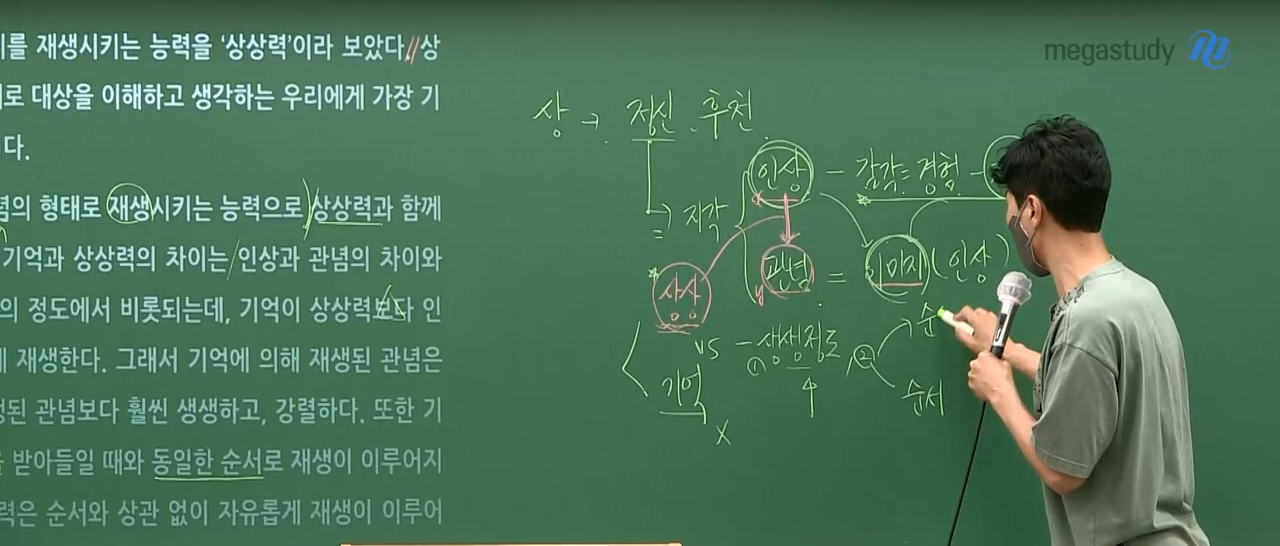 megastudy
를 재생시키는 능력을 '상상력'이라 보았다. 상
로 대상을 이해하고 생각하는 우리에게 가장 기
다.
념의 형태로 재생시키는 능력으로 상상력과 함께
기억과 상상력의 차이는 인상과 관념의 차이와
의 정도에서 비롯되는데, 기억이 상상력보다 인
재생한다. 그래서 기억에 의해 재생된 관념은
된 관념보다 훨씬 생생하고, 강렬하다. 또한 기
받아들일 때와 동일한 순서로 재생이 이루어지
력은 순서와 상관 없이 자유롭게 재생이 이루어
상 → 정신 후천
인상 - 감각 = 경험 -
→ 지각
관념 = 이미지 (인상)
상상
vs - ① 생생정도 ②
순
기억
순서
x